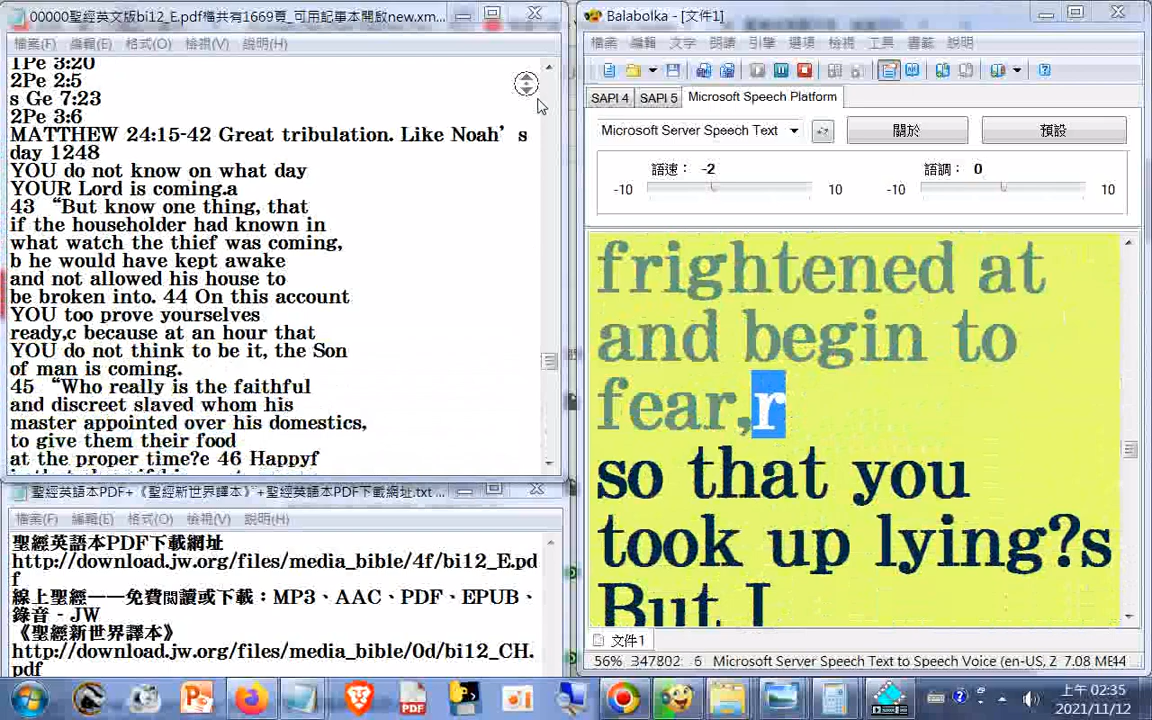 00000聖經英文版bi12_E.pdf檔共有1669頁_可用記事本開啟new.xm...
檔案(F) 編輯(E) 格式(O) 檢視(V) 說明(H)
1Pe 3:20
2Pe 2:5
s Ge 7:23
2Pe 3:6
MATTHEW 24:15-42 Great tribulation. Like Noah’s
day 1248
YOU do not know on what day
YOUR Lord is coming.a
43 “But know one thing, that
if the householder had known in
what watch the thief was coming,
b he would have kept awake
and not allowed his house to
be broken into. 44 On this account
YOU too prove yourselves
ready,c because at an hour that
YOU do not think to be it, the Son
of man is coming.
45 “Who really is the faithful
and discreet slaved whom his
master appointed over his domestics,
to give them their food
at the proper time?e 46 Happyf
聖經英語本PDF+《聖經新世界譯本》+聖經英語本PDF下載網址.txt ...
檔案(F) 編輯(E) 格式(O) 檢視(V) 說明(H)
聖經英語本PDF下載網址
http://download.jw.org/files/media_bible/4f/bi12_E.pd
f
線上聖經——免費閱讀或下載：MP3、AAC、PDF、EPUB、
錄音 - JW
《聖經新世界譯本》
http://download.jw.org/files/media_bible/0d/bi12_CH.
pdf
Balabolka - [文件1]
檔案 編輯 文字 朗讀 引擎 選項 檢視 工具 書籤 說明
SAPI 4 SAPI 5 Microsoft Speech Platform
Microsoft Server Speech Text 關於 預設
語速： -2 語調： 0
-10 10 -10 10
frightened at
and begin to
fear,r
so that you
took up lying?s
But I
文件1
56% 347802: 6 Microsoft Server Speech Text to Speech Voice (en-US, Z 7.08 ME44
上午 02:35
2021/11/12